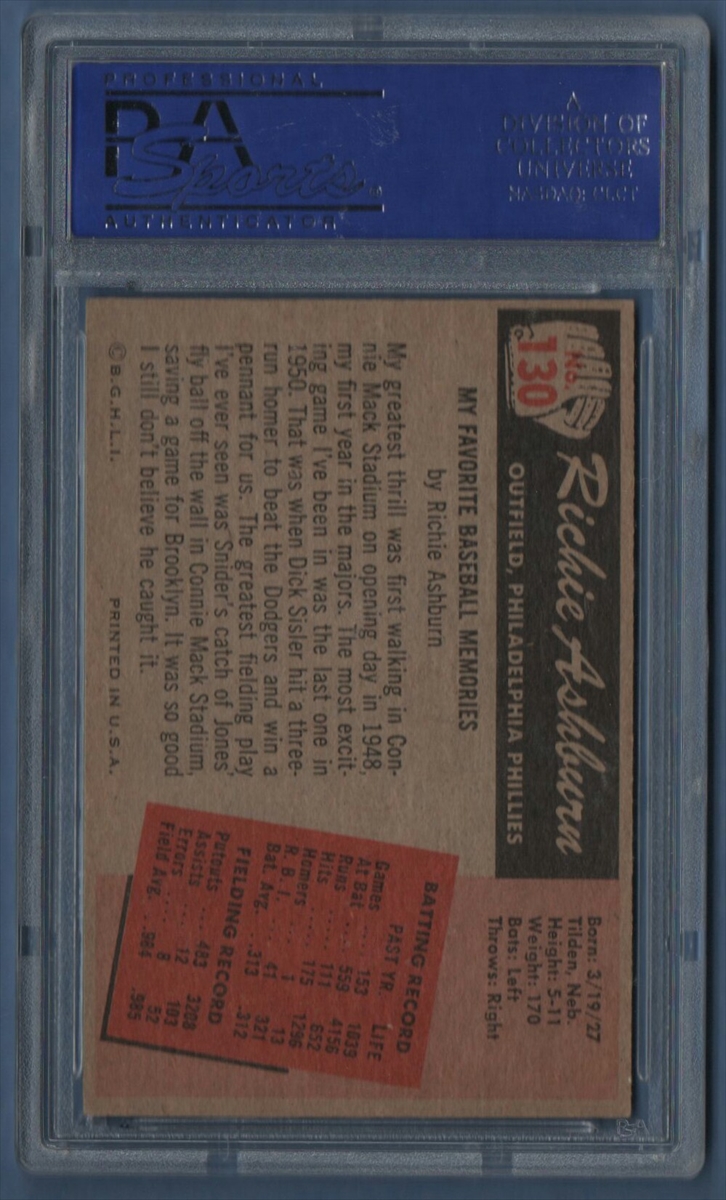 PROFESSIONAL
PSA
Sports
AUTHENTICATOR
A
DIVISION OF
COLLECTORS
UNIVERSE
NASDAQ: CLCT
No.
130
Richie Ashburn
OUTFIELD, PHILADELPHIA PHILLIES
Born: 3/19/27
Tilden, Neb.
Height: 5-11
Weight: 170
Bats: Left
Throws: Right
MY FAVORITE BASEBALL MEMORIES
by Richie Ashburn
My greatest thrill was first walking in Con-
nie Mack Stadium on opening day in 1948,
my first year in the majors. The most excit-
ing game I've been in was the last one in
1950. That was when Dick Sisler hit a three-
run homer to beat the Dodgers and win a
pennant for us. The greatest fielding play
I've ever seen was Snider's catch of Jones'
fly ball off the wall in Connie Mack Stadium,
saving a game for Brooklyn. It was so good
I still don't believe he caught it.
©B.G.H.L.I. PRINTED IN U.S.A.
BATTING RECORD
PAST YR. LIFE
Games .... 153 1039
At Bat .... 559 4156
Runs .... 111 652
Hits .... 175 1296
Homers .... 1 13
R. B. I. .... 41 321
Bat. Avg. .. .313 .312
FIELDING RECORD
Putouts .... 483 3208
Assists .... 12 103
Errors .... 8 52
Field Avg. .. .984 .985
PSA